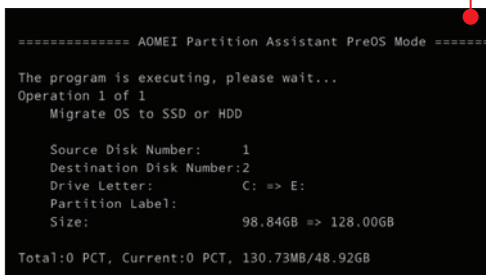 ============== AOMEI Partition Assistant PreOS Mode =======
The program is executing, please wait...
Operation 1 of 1
Migrate OS to SSD or HDD
Source Disk Number: 1
Destination Disk Number:2
Drive Letter: C: => E:
Partition Label:
Size: 98.84GB => 128.00GB
Total:0 PCT, Current:0 PCT, 130.73MB/48.92GB